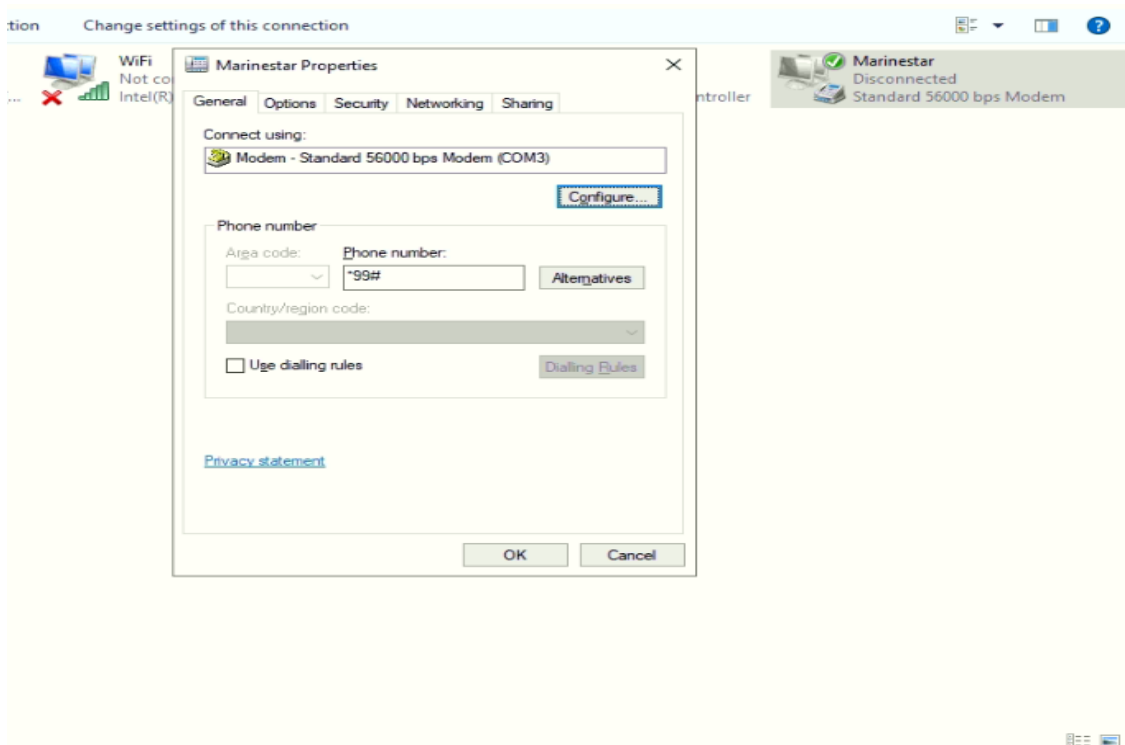 ction Change settings of this connection
WiFi
Not co
Intel(R)
Marinestar Properties
General Options Security Networking Sharing
Connect using:
Modem - Standard 56000 bps Modem (COM3)
Configure...
Phone number
Area code: Phone number:
*99#
Alternatives
Country/region code:
Use dialling rules
Dialling Rules
Privacy statement
OK Cancel
ntroller
Marinestar
Disconnected
Standard 56000 bps Modem